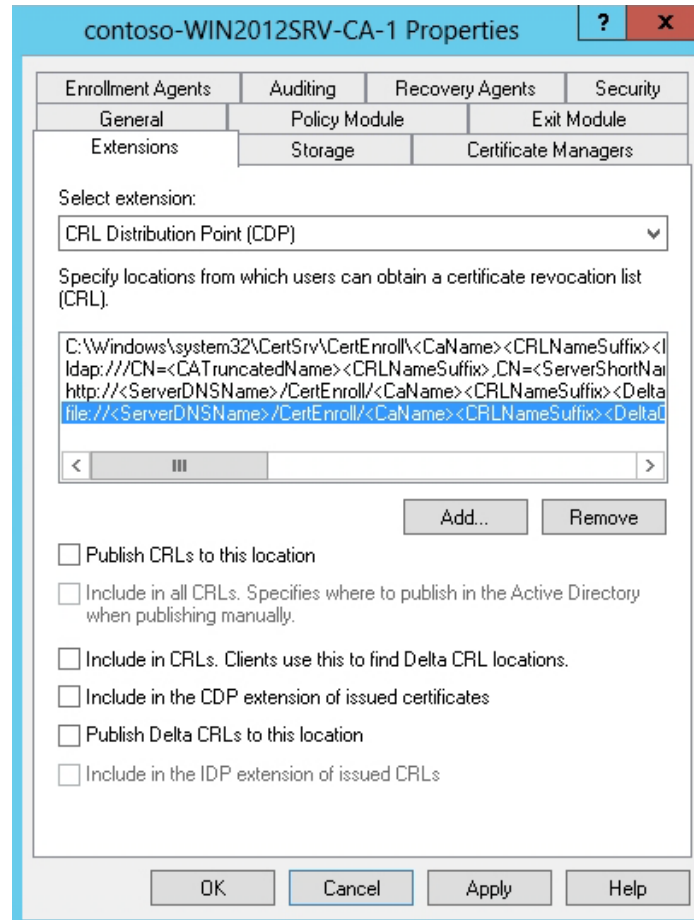 contoso-WIN2012SRV-CA-1 Properties
? x
Enrollment Agents Auditing Recovery Agents Security
General Policy Module Exit Module
Extensions Storage Certificate Managers
Select extension:
CRL Distribution Point (CDP)
Specify locations from which users can obtain a certificate revocation list
(CRL).
C:\Windows\system32\CertSrv\CertEnroll\<CaName><CRLNameSuffix><
ldap:///CN=<CATruncatedName><CRLNameSuffix>,CN=<ServerShortNa
http://<ServerDNSName>/CertEnroll/<CaName><CRLNameSuffix><Delta
file://<ServerDNSName>/CertEnroll/<CaName><CRLNameSuffix><Delta
Add... Remove
Publish CRLs to this location
Include in all CRLs. Specifies where to publish in the Active Directory
when publishing manually.
Include in CRLs. Clients use this to find Delta CRL locations.
Include in the CDP extension of issued certificates
Publish Delta CRLs to this location
Include in the IDP extension of issued CRLs
OK Cancel Apply Help